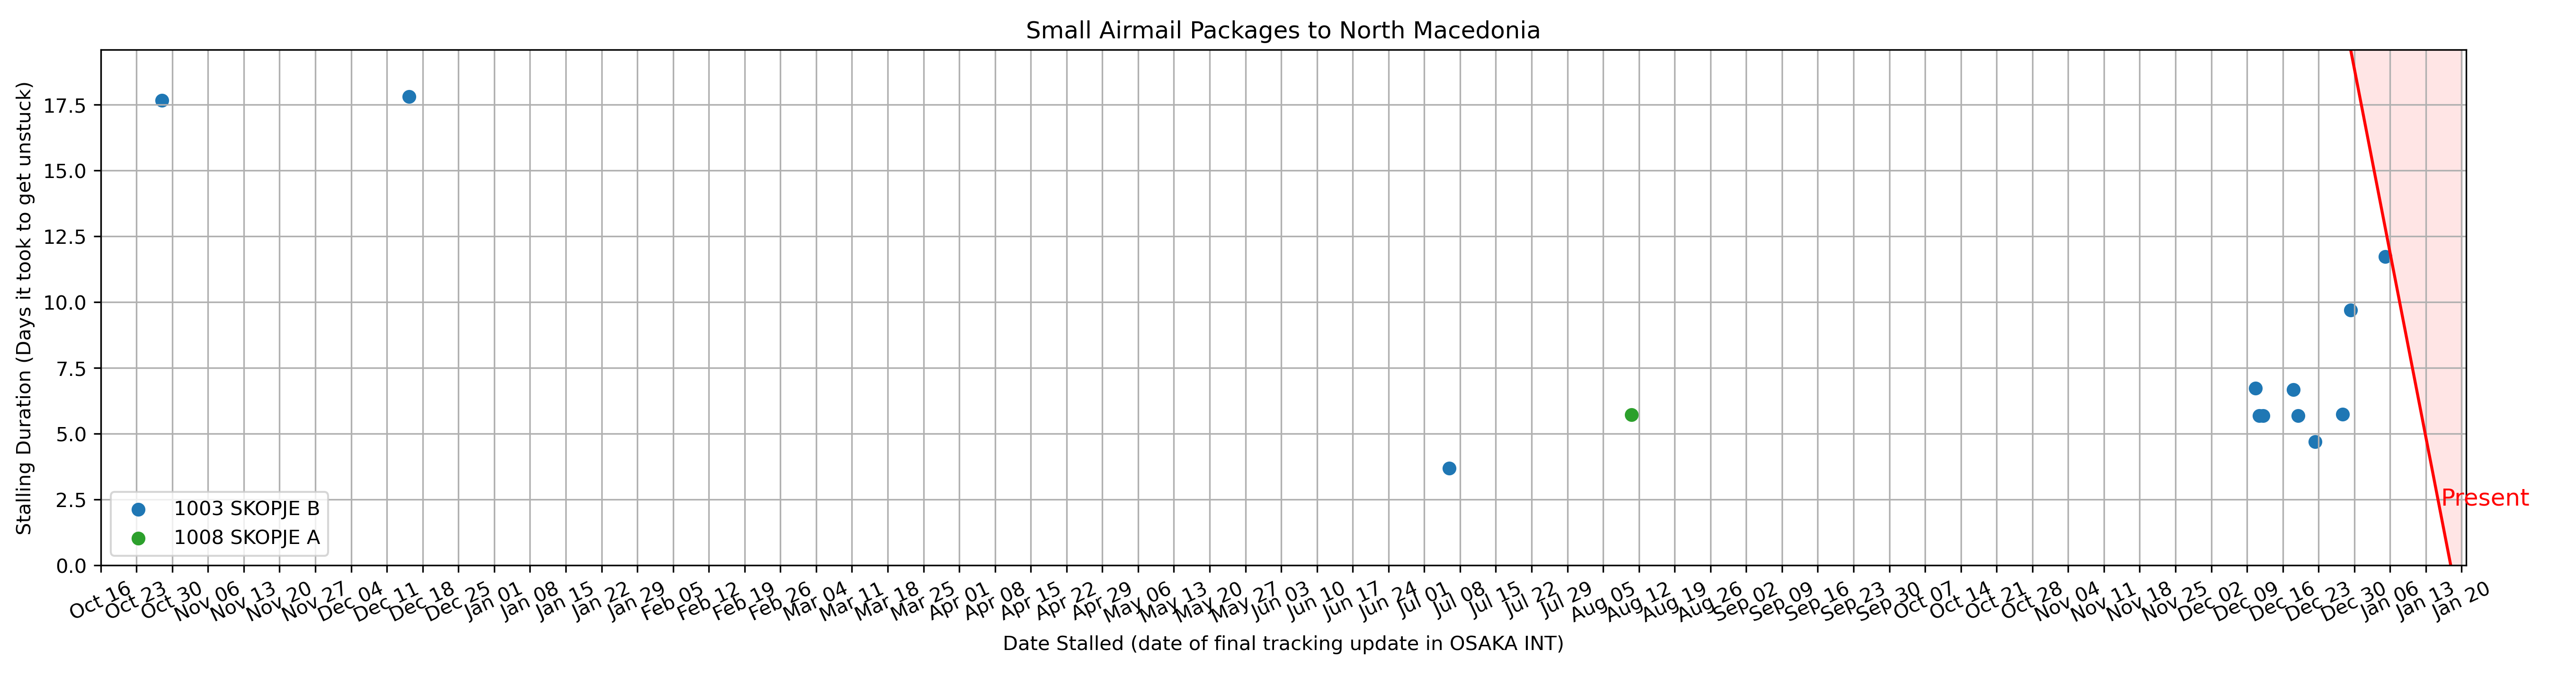 Small Airmail Packages to North Macedonia
Stalling Duration (Days it took to get unstuck)
17.5
15.0
12.5
10.0
7.5
5.0
2.5
0.0
1003 SKOPJE B
1008 SKOPJE A
Present
Oct 16 Oct 23 Oct 30 Nov 06 Nov 13 Nov 20 Nov 27 Dec 04 Dec 11 Dec 18 Dec 25 Jan 01 Jan 08 Jan 15 Jan 22 Jan 29 Feb 05 Feb 12 Feb 19 Feb 26 Mar 04 Mar 11 Mar 18 Mar 25 Apr 01 Apr 08 Apr 15 Apr 22 Apr 29 May 06 May 13 May 20 May 27 Jun 03 Jun 10 Jun 17 Jun 24 Jul 01 Jul 08 Jul 15 Jul 22 Jul 29 Aug 05 Aug 12 Aug 19 Aug 26 Sep 02 Sep 09 Sep 16 Sep 23 Sep 30 Oct 07 Oct 14 Oct 21 Oct 28 Nov 04 Nov 11 Nov 18 Nov 25 Dec 02 Dec 09 Dec 16 Dec 23 Dec 30 Jan 06 Jan 13 Jan 20
Date Stalled (date of final tracking update in OSAKA INT)